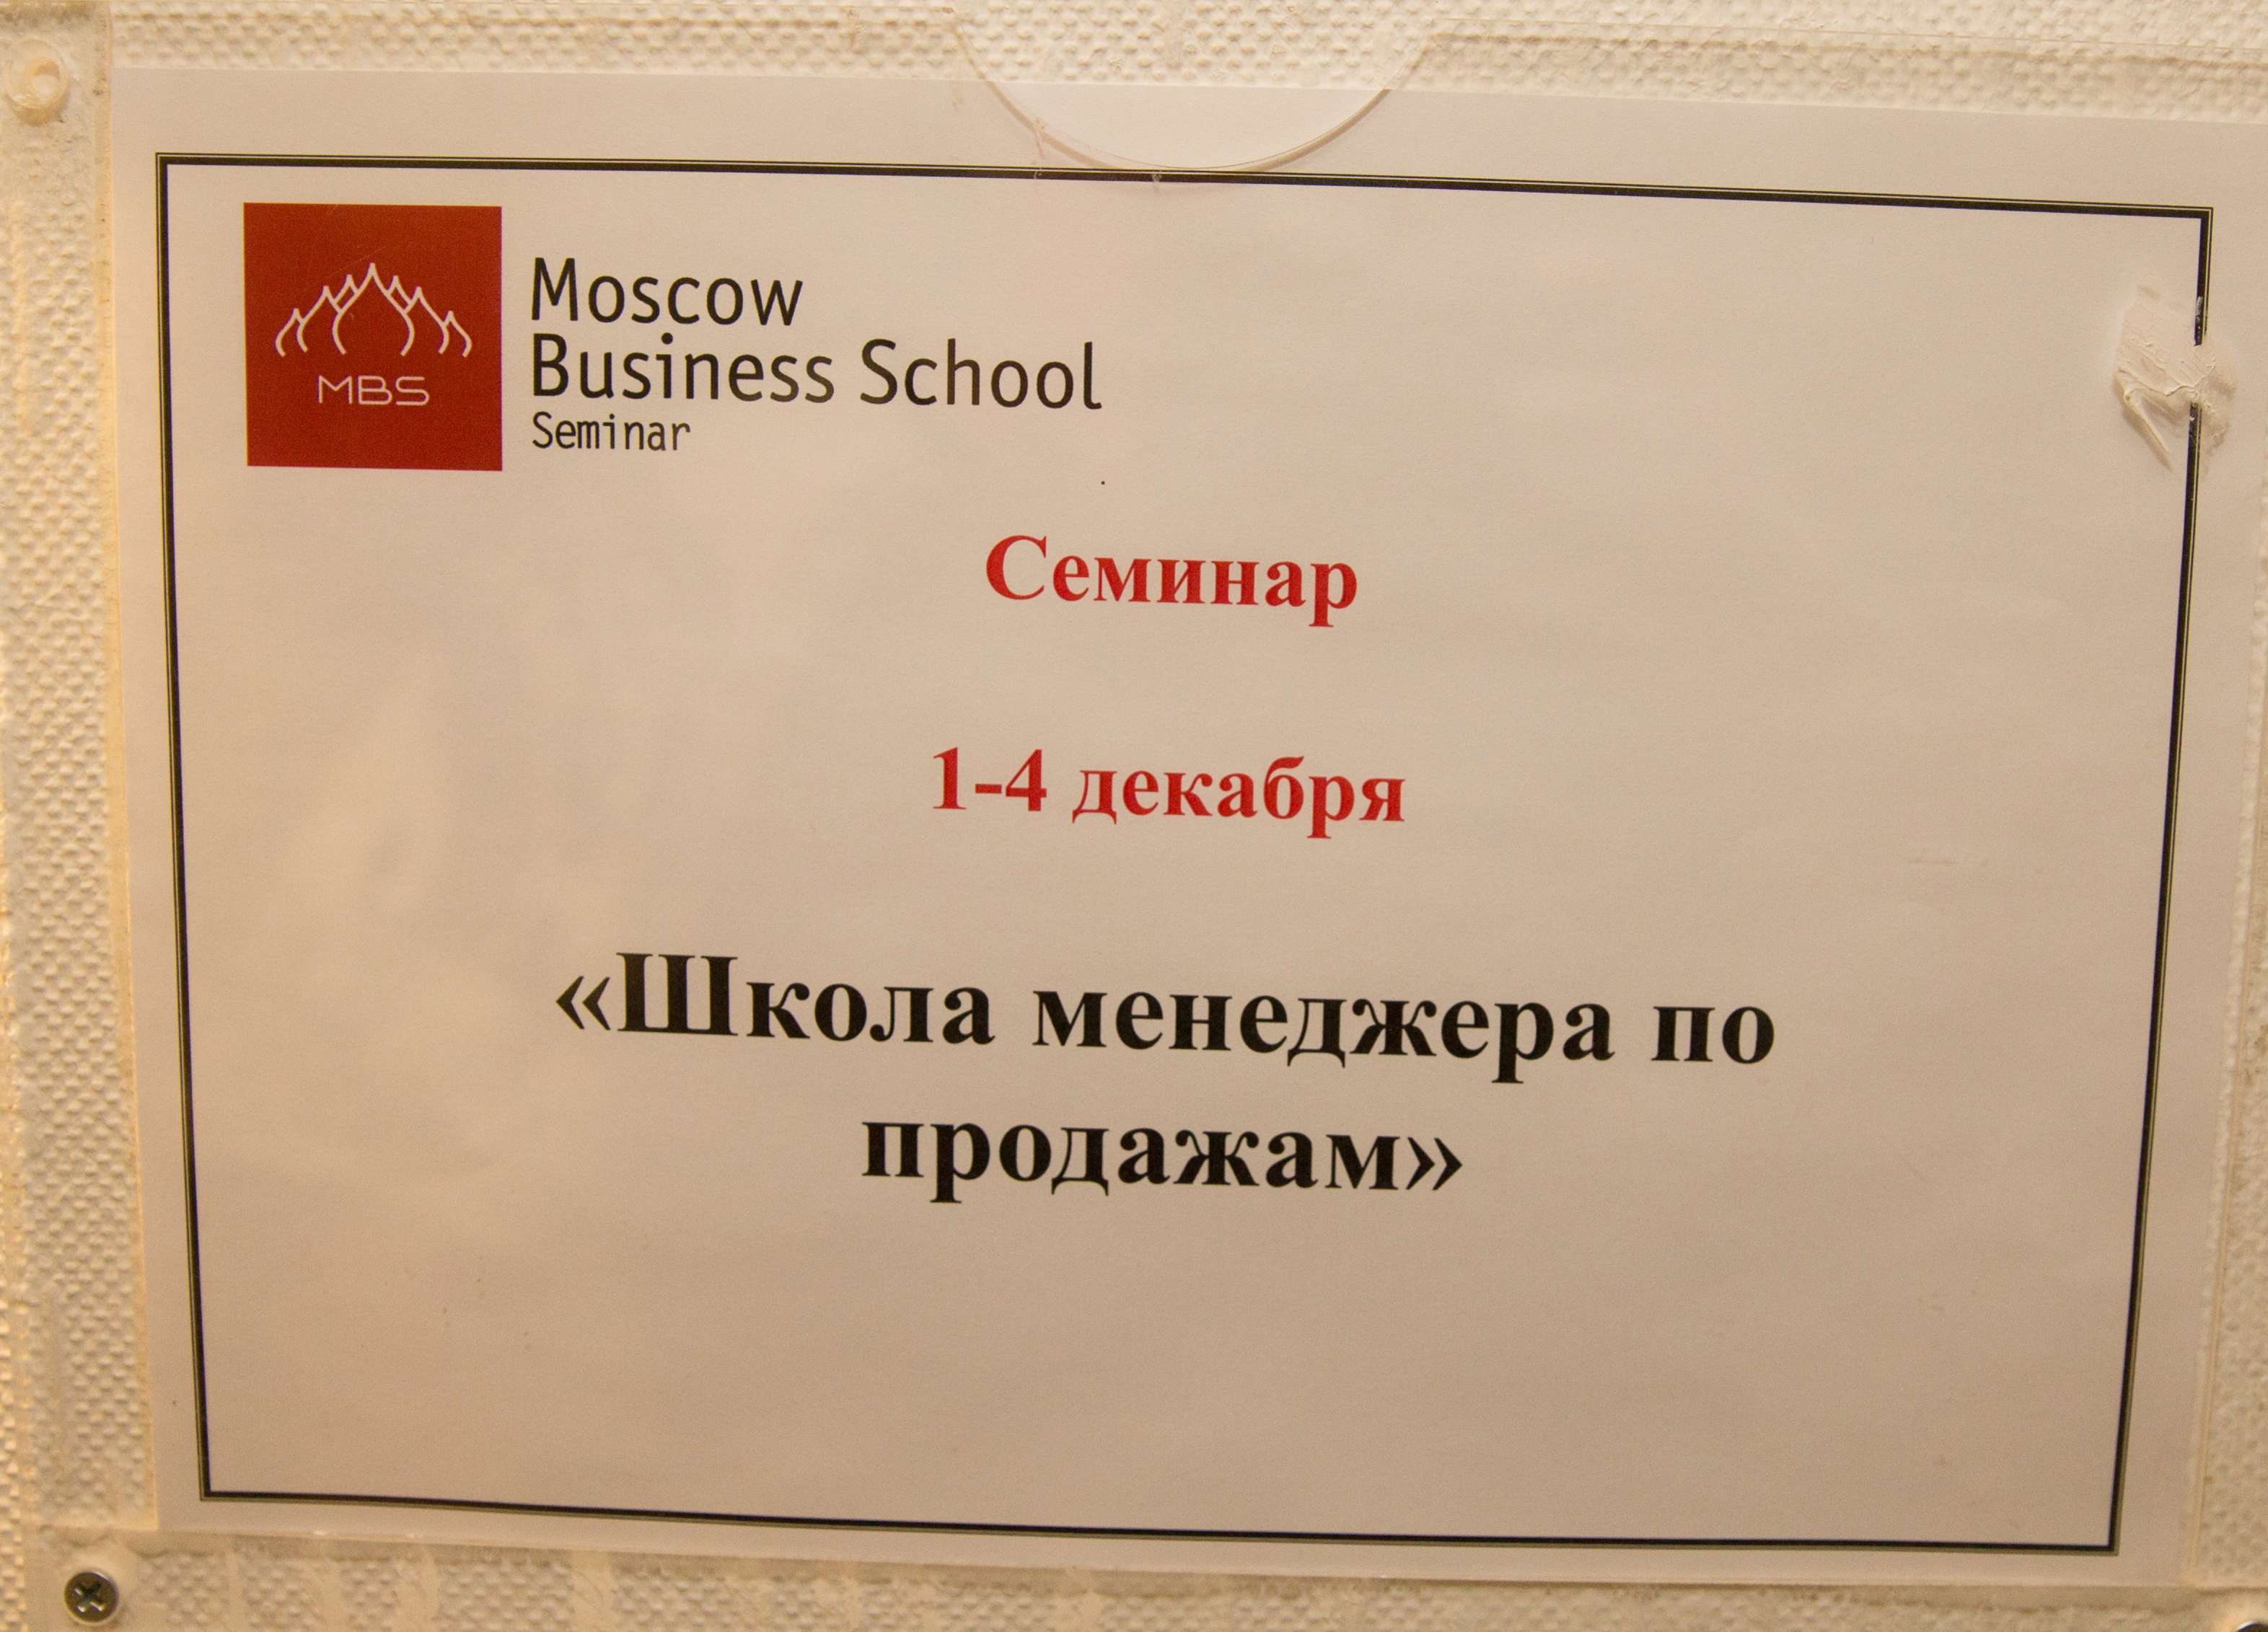 MBS
Moscow
Business School
Seminar
Семинар
1-4 декабря
«Школа менеджера по
продажам»